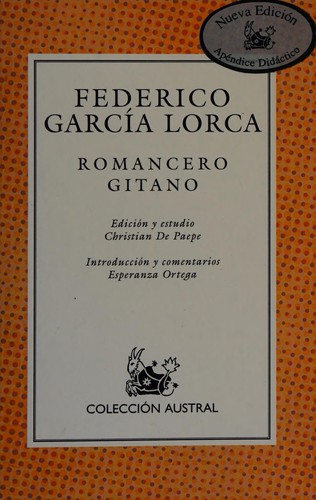 Nueva Edición
Apéndice Didáctico
FEDERICO
GARCÍA LORCA
ROMANCERO
GITANO
Edición y estudio
Christian De Paepe
Introducción y comentarios
Esperanza Ortega
COLECCIÓN AUSTRAL